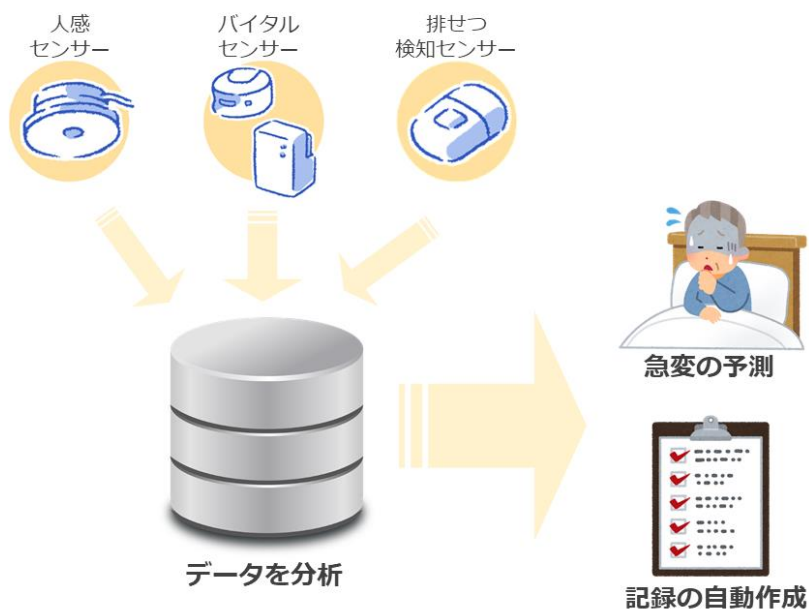 人感
センサー
バイタル
センサー
排せつ
検知センサー
急変の予測
データを分析
記録の自動作成